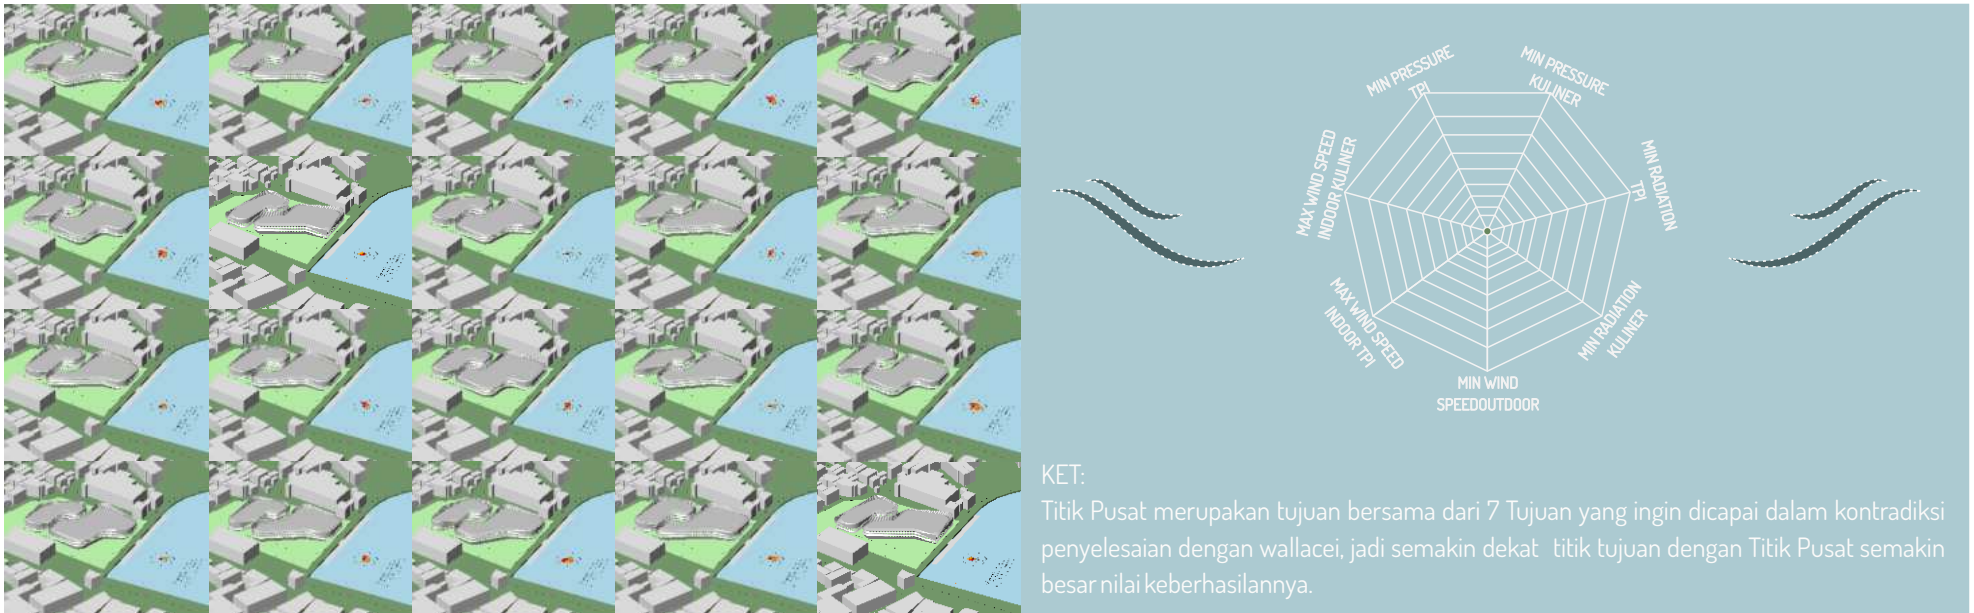 MIN PRESSURE
TPI
MIN PRESSURE
KULINER
MAX WIND SPEED
INDOOR KULINER
MIN RADIATION
TPI
MAX WIND SPEED
INDOOR TPI
MIN RADIATION
KULINER
MIN WIND
SPEEDOUTDOOR
KET:
Titik Pusat merupakan tujuan bersama dari 7 Tujuan yang ingin dicapai dalam kontradiksi
penyelesaian dengan wallacei, jadi semakin dekat titik tujuan dengan Titik Pusat semakin
besar nilai keberhasilannya.